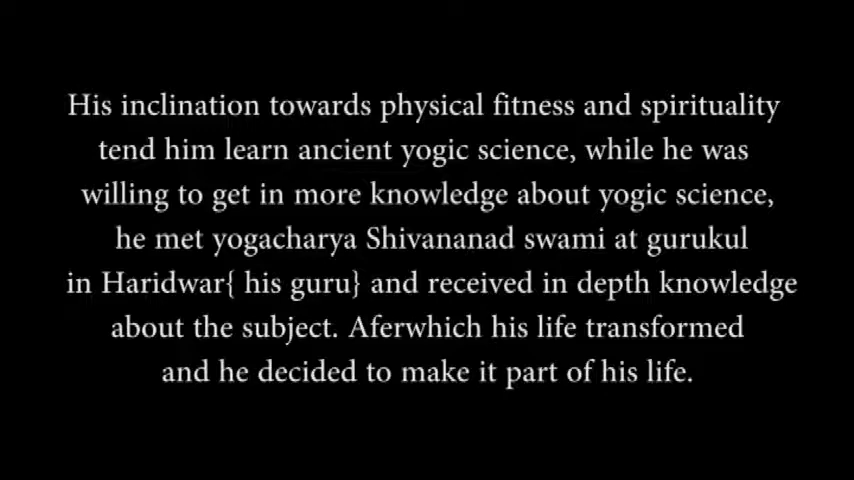 His inclination towards physical fitness and spirituality
tend him learn ancient yogic science, while he was
willing to get in more knowledge about yogic science,
he met yogacharya Shivananad swami at gurukul
in Haridwar{ his guru} and received in depth knowledge
about the subject. Aferwhich his life transformed
and he decided to make it part of his life.